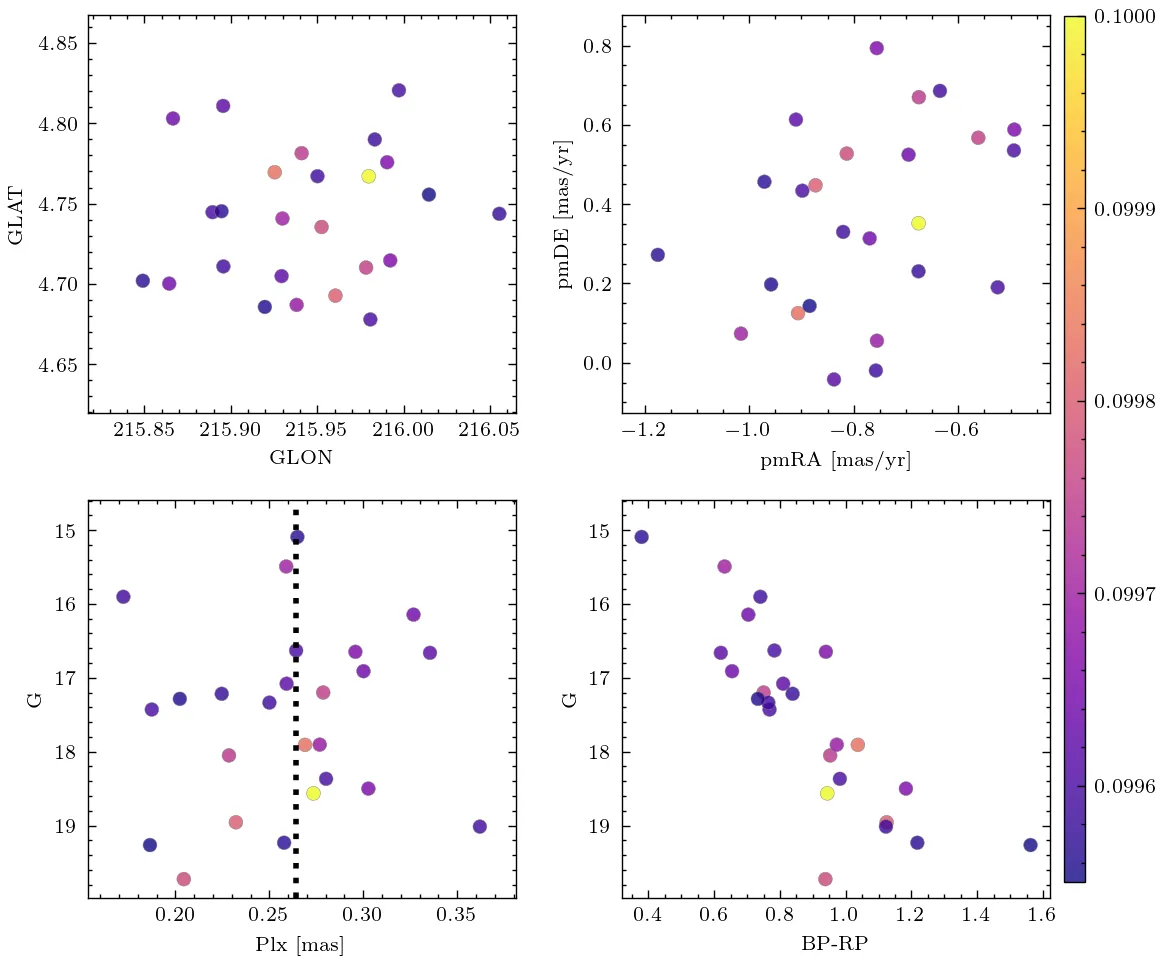 4.85
4.80
4.75
4.70
4.65
GLAT
215.85 215.90 215.95 216.00 216.05
GLON
0.8
0.6
0.4
0.2
0.0
pmDE [mas/yr]
−1.2 −1.0 −0.8 −0.6
pmRA [mas/yr]
0.1000
0.0999
0.0998
0.0997
0.0996
15
16
17
18
19
G
0.20 0.25 0.30 0.35
Plx [mas]
15
16
17
18
19
G
0.4 0.6 0.8 1.0 1.2 1.4 1.6
BP-RP